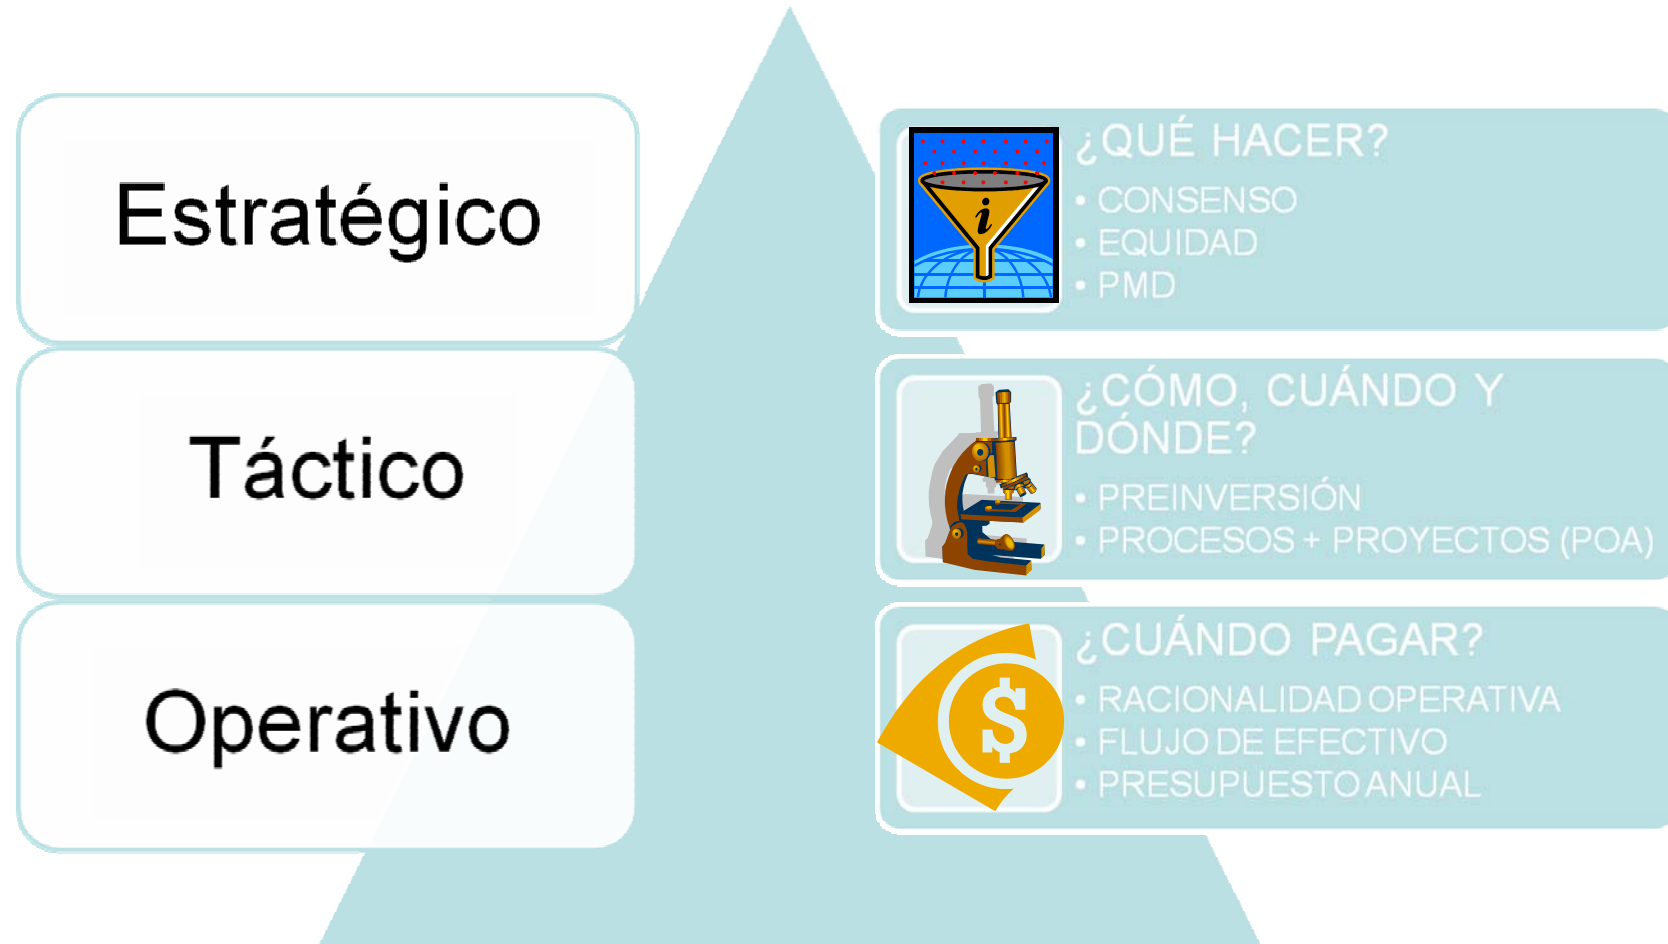 Estratégico
¿QUÉ HACER?
• CONSENSO
• EQUIDAD
• PMD
i
Táctico
¿CÓMO, CUÁNDO Y
DÓNDE?
• PREINVERSIÓN
• PROCESOS + PROYECTOS (POA)
Operativo
¿CUÁNDO PAGAR?
• RACIONALIDAD OPERATIVA
• FLUJO DE EFECTIVO
• PRESUPUESTO ANUAL
$